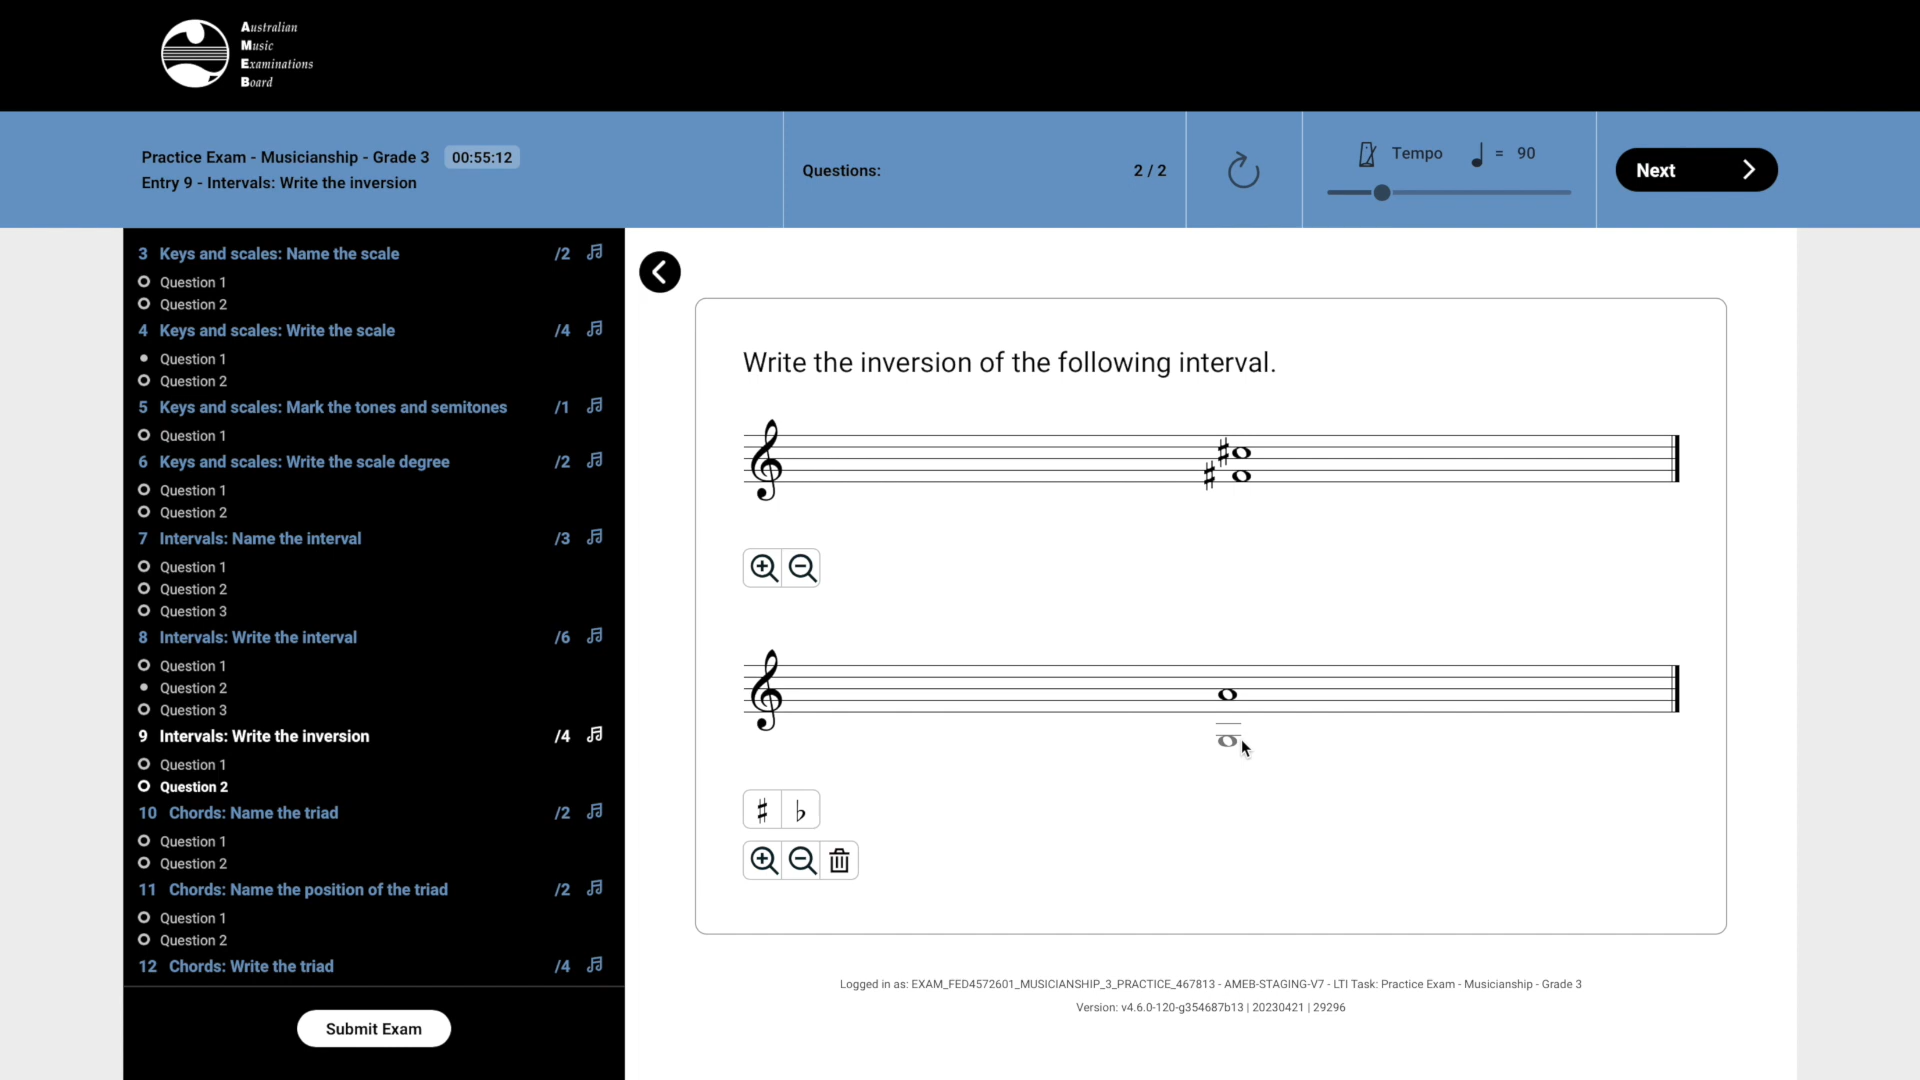 Australian
Music
Examinations
Board
Practice Exam - Musicianship - Grade 3 00:55:12
Entry 9 - Intervals: Write the inversion
Questions: 2 / 2
Tempo = 90
Next
3 Keys and scales: Name the scale /2
Question 1
Question 2
4 Keys and scales: Write the scale /4
Question 1
Question 2
5 Keys and scales: Mark the tones and semitones /1
Question 1
6 Keys and scales: Write the scale degree /2
Question 1
Question 2
7 Intervals: Name the interval /3
Question 1
Question 2
Question 3
8 Intervals: Write the interval /6
Question 1
Question 2
Question 3
9 Intervals: Write the inversion /4
Question 1
Question 2
10 Chords: Name the triad /2
Question 1
Question 2
11 Chords: Name the position of the triad /2
Question 1
Question 2
12 Chords: Write the triad /4
Submit Exam
Write the inversion of the following interval.
Logged in as: EXAM_FED4572601_MUSICIANSHIP_3_PRACTICE_467813 - AMEB-STAGING-V7 - LTI Task: Practice Exam - Musicianship - Grade 3
Version: v4.6.0-120-g354687b13 | 20230421 | 29296